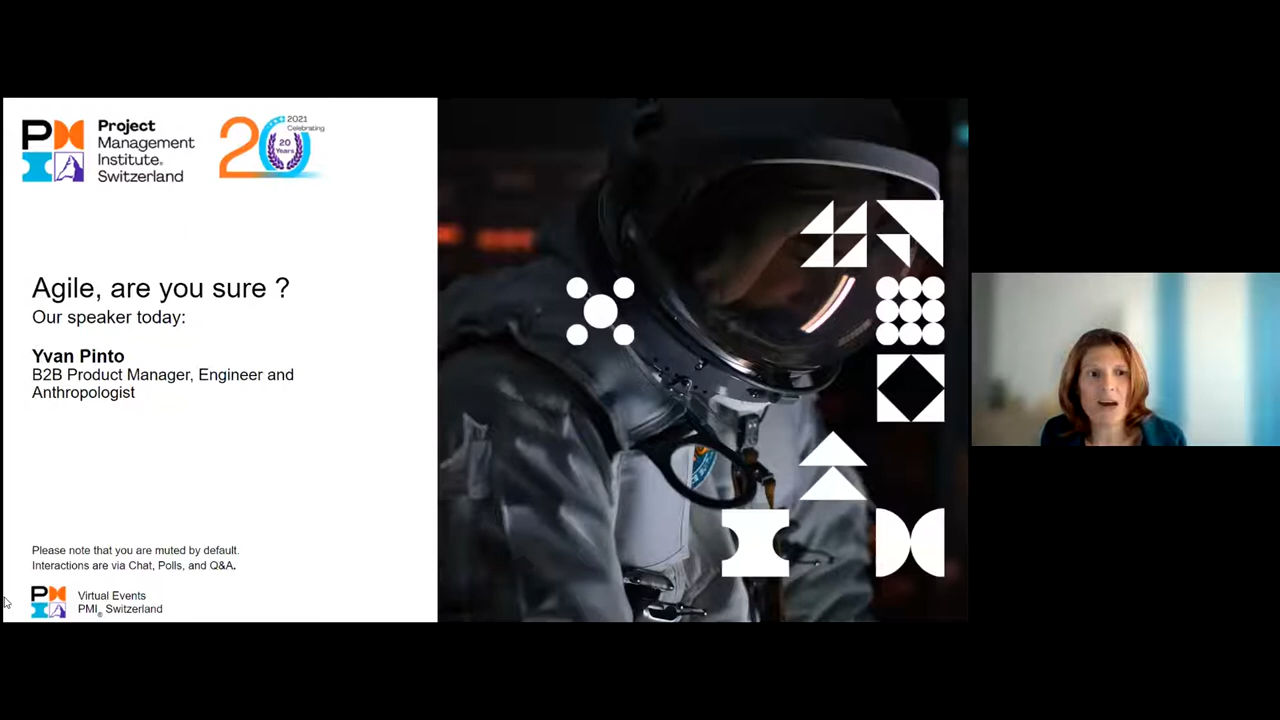 Project
Management
Institute®
Switzerland
20
2021
Celebrating
20
Years
Agile, are you sure ?
Our speaker today:
Yvan Pinto
B2B Product Manager, Engineer and
Anthropologist
Please note that you are muted by default.
Interactions are via Chat, Polls, and Q&A.
Virtual Events
PMI® Switzerland